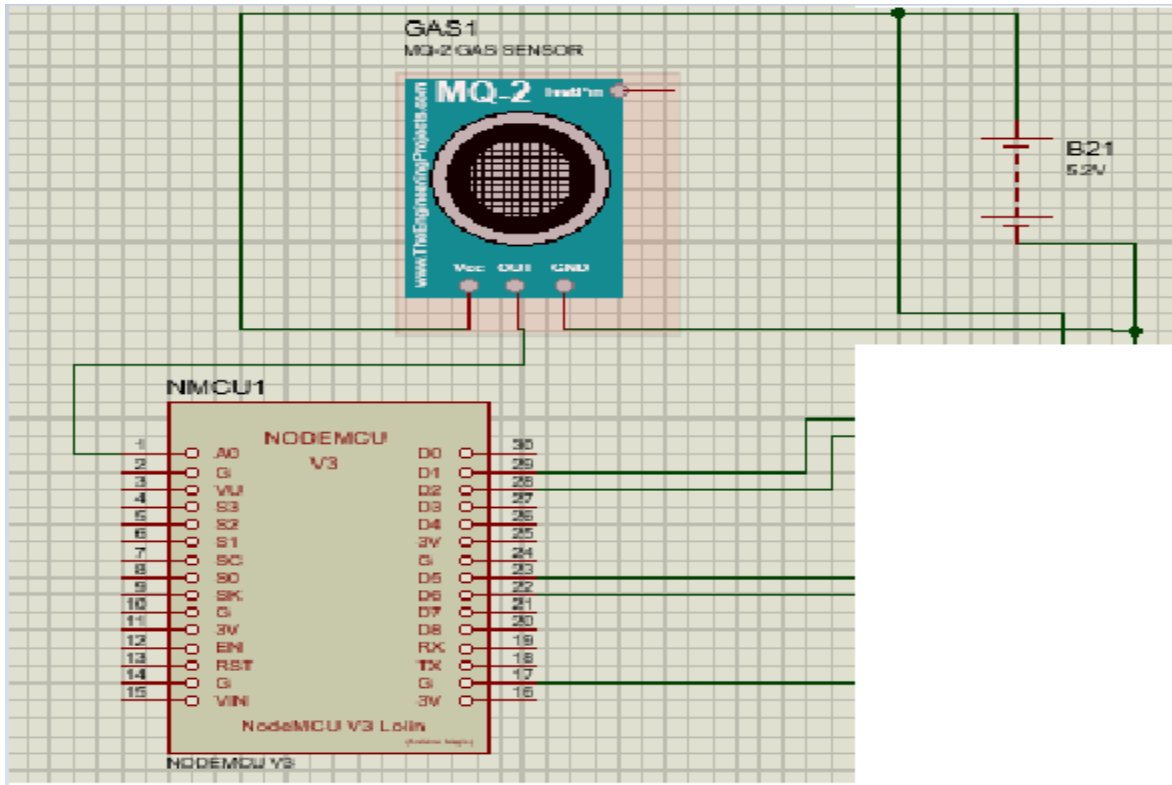 GAS1
MQ-2 GAS SENSOR
MQ-2
www.TheEngineeringProjects.com
Vcc OUT GND
B21
5.2V
NMCU1
NODEMCU
V3
1 A0
2 G
3 VU
4 S3
5 S2
6 S1
7 SC
8 S0
9 SK
10 G
11 3V
12 EN
13 RST
14 G
15 VIN
D0 30
D1 29
D2 28
D3 27
D4 26
3V 25
G 24
D5 23
D6 22
D7 21
D8 20
RX 19
TX 18
G 17
3V 16
NodeMCU V3 Lolin
NODEMCU V3